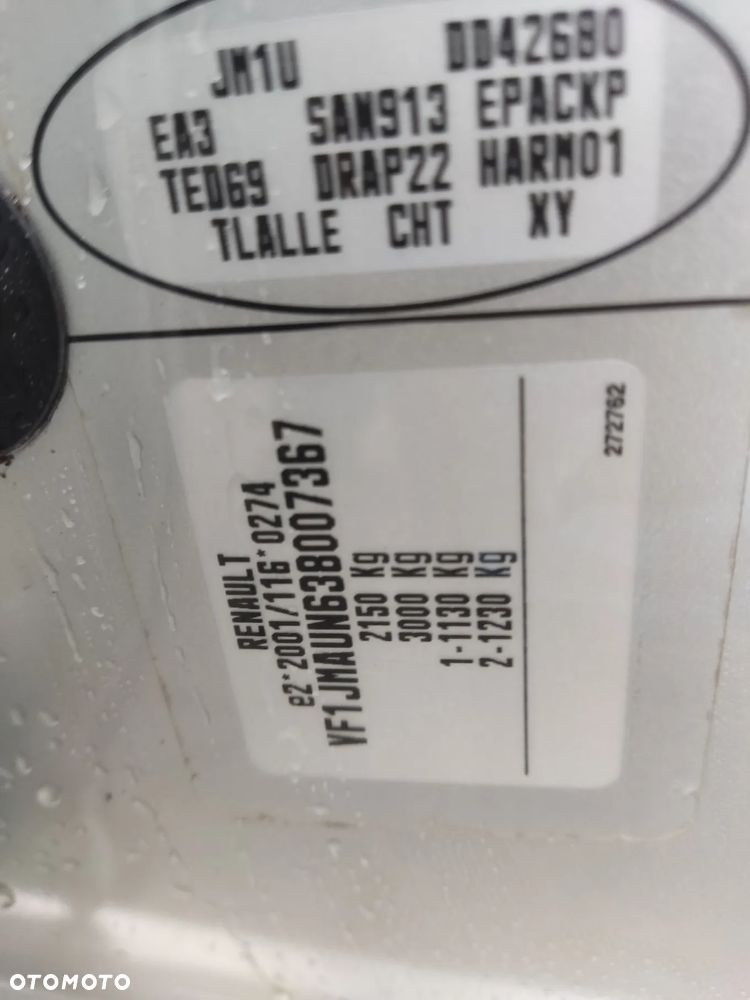 JM1U DD42680
EA3 SAN913 EPACKP
TED69 DRAP22 HARM01
TLALLE CHT XY
RENAULT
e2*2001/116*0274
VF1JMAUN638007367
2150 Kg
3000 Kg
1-1130 Kg
2-1230 Kg
272762
OTOMOTO